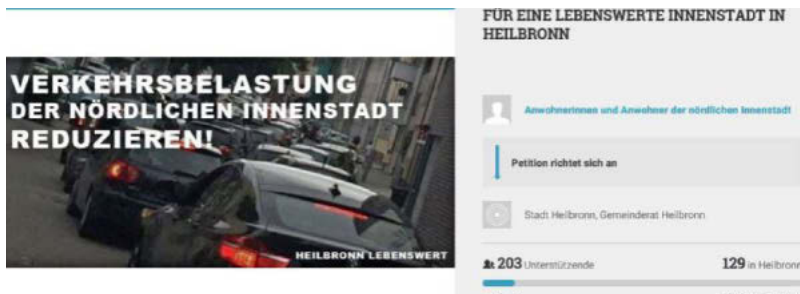 VERKEHRSBELASTUNG
DER NÖRDLICHEN INNENSTADT
REDUZIEREN!
HEILBRONN LEBENSWERT
FÜR EINE LEBENSWERTE INNENSTADT IN
HEILBRONN
Anwohnerinnen und Anwohner der nördlichen Innenstadt
Petition richtet sich an
Stadt Heilbronn, Gemeinderat Heilbronn
203 Unterstützende 129 in Heilbronn